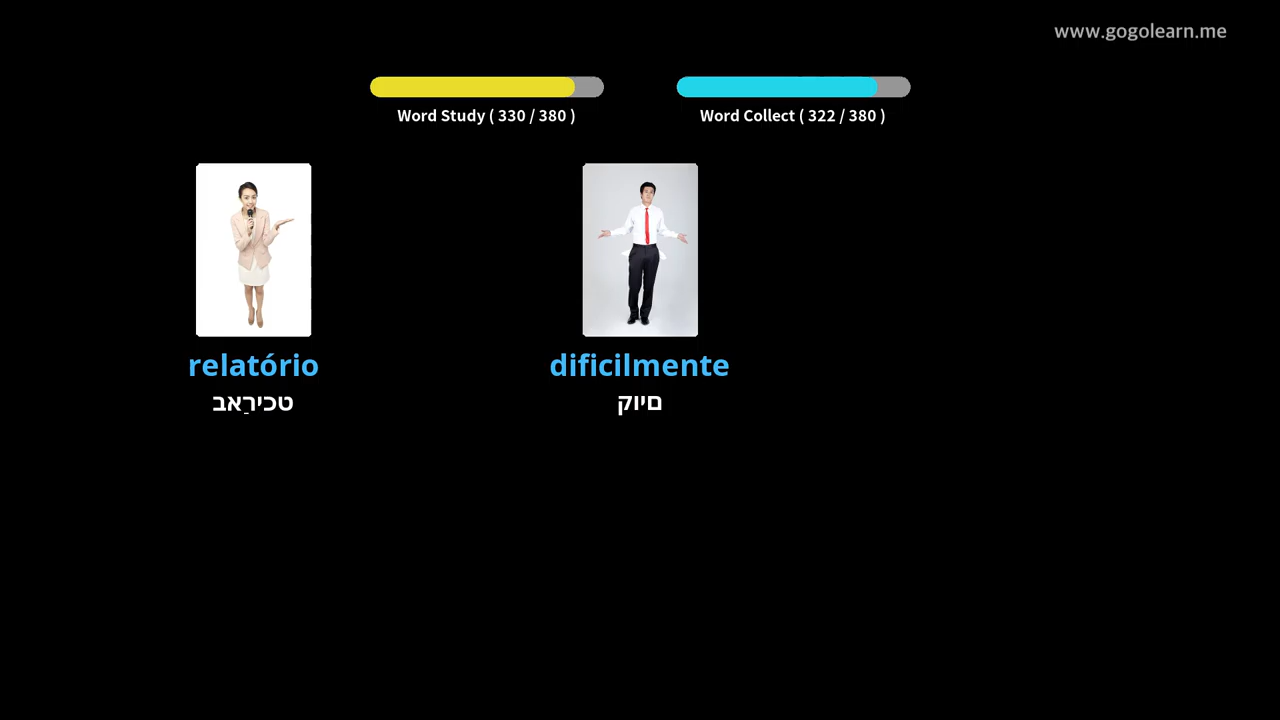 www.gogolearn.me
Word Study ( 330 / 380 )
Word Collect ( 322 / 380 )
relatório
טכירַאב
dificilmente
םיוק